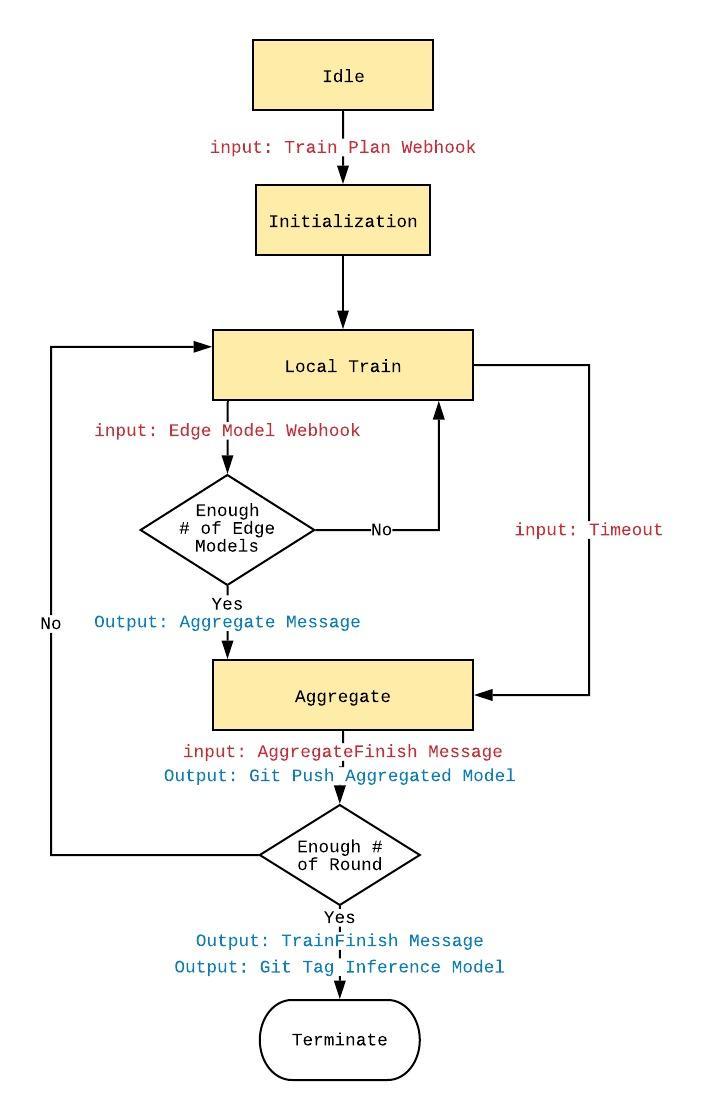 Idle
input: Train Plan Webhook
Initialization
Local Train
input: Edge Model Webhook
Enough
# of Edge
Models
No
input: Timeout
Yes
No
Output: Aggregate Message
Aggregate
input: AggregateFinish Message
Output: Git Push Aggregated Model
Enough #
of Round
Yes
Output: TrainFinish Message
Output: Git Tag Inference Model
Terminate